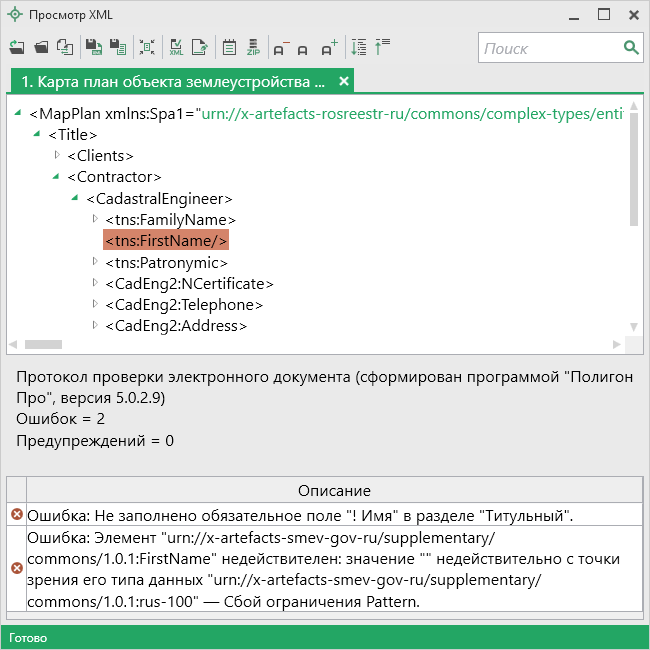 Просмотр XML
XML
XML
ZIP
Поиск
1. Карта план объекта землеустройства ...
<MapPlan xmlns:Spa1="urn://x-artefacts-rosreestr-ru/commons/complex-types/enti
<Title>
<Clients>
<Contractor>
<CadastralEngineer>
<tns:FamilyName>
<tns:FirstName/>
<tns:Patronymic>
<CadEng2:NCertificate>
<CadEng2:Telephone>
<CadEng2:Address>
Протокол проверки электронного документа (сформирован программой "Полигон
Про", версия 5.0.2.9)
Ошибок = 2
Предупреждений = 0
Описание
Ошибка: Не заполнено обязательное поле "! Имя" в разделе "Титульный".
Ошибка: Элемент "urn://x-artefacts-smev-gov-ru/supplementary/
commons/1.0.1:FirstName" недействителен: значение "" недействительно с точки
зрения его типа данных "urn://x-artefacts-smev-gov-ru/supplementary/
commons/1.0.1:rus-100" — Сбой ограничения Pattern.
Готово